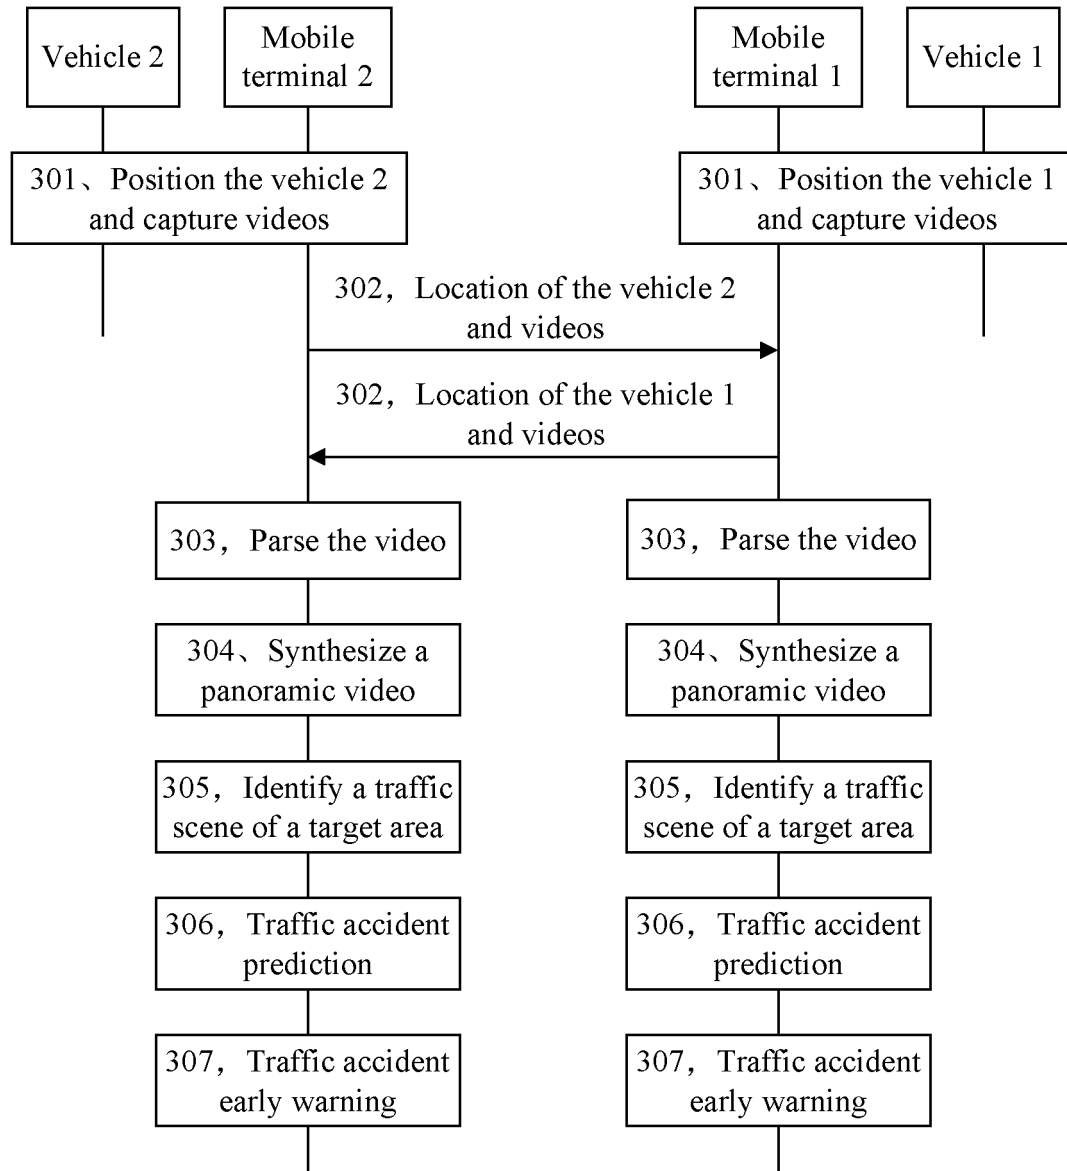 Vehicle 2
Mobile
terminal 2
Mobile
terminal 1
Vehicle 1
301、Position the vehicle 2
and capture videos
301、Position the vehicle 1
and capture videos
302，Location of the vehicle 2
and videos
302，Location of the vehicle 1
and videos
303，Parse the video
303，Parse the video
304、Synthesize a
panoramic video
304、Synthesize a
panoramic video
305，Identify a traffic
scene of a target area
305，Identify a traffic
scene of a target area
306，Traffic accident
prediction
306，Traffic accident
prediction
307，Traffic accident
early warning
307，Traffic accident
early warning